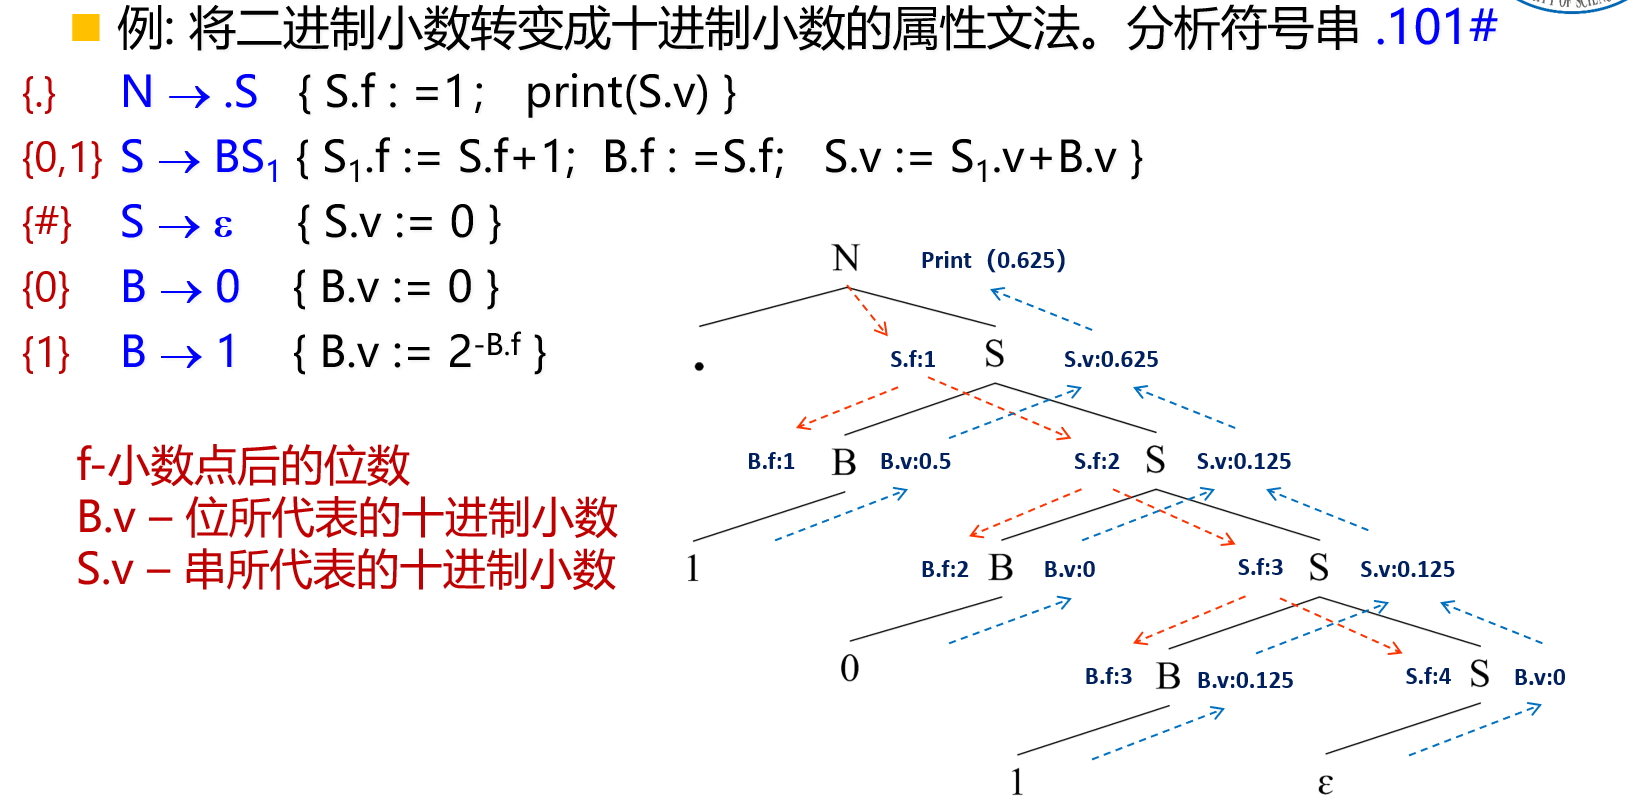 例: 将二进制小数转变成十进制小数的属性文法。分析符号串 .101#
{.} N → .S { S.f : =1; print(S.v) }
{0,1} S → BS₁ { S₁.f := S.f+1; B.f : =S.f; S.v := S₁.v+B.v }
{#} S → ε { S.v := 0 }
{0} B → 0 { B.v := 0 }
{1} B → 1 { B.v := 2^-B.f }
f-小数点后的位数
B.v – 位所代表的十进制小数
S.v – 串所代表的十进制小数
N Print（0.625）
. S.f:1 S S.v:0.625
B.f:1 B B.v:0.5 S.f:2 S S.v:0.125
1 B.f:2 B B.v:0 S.f:3 S S.v:0.125
0 B.f:3 B B.v:0.125 S.f:4 S B.v:0
1 ε